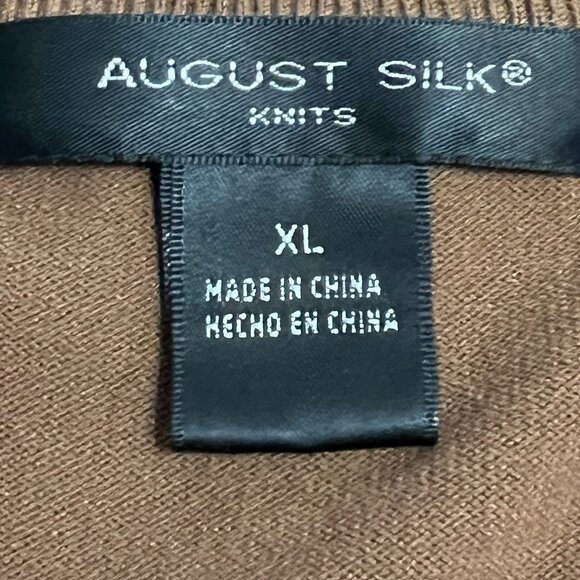 AUGUST SILK®
KNITS
XL
MADE IN CHINA
HECHO EN CHINA